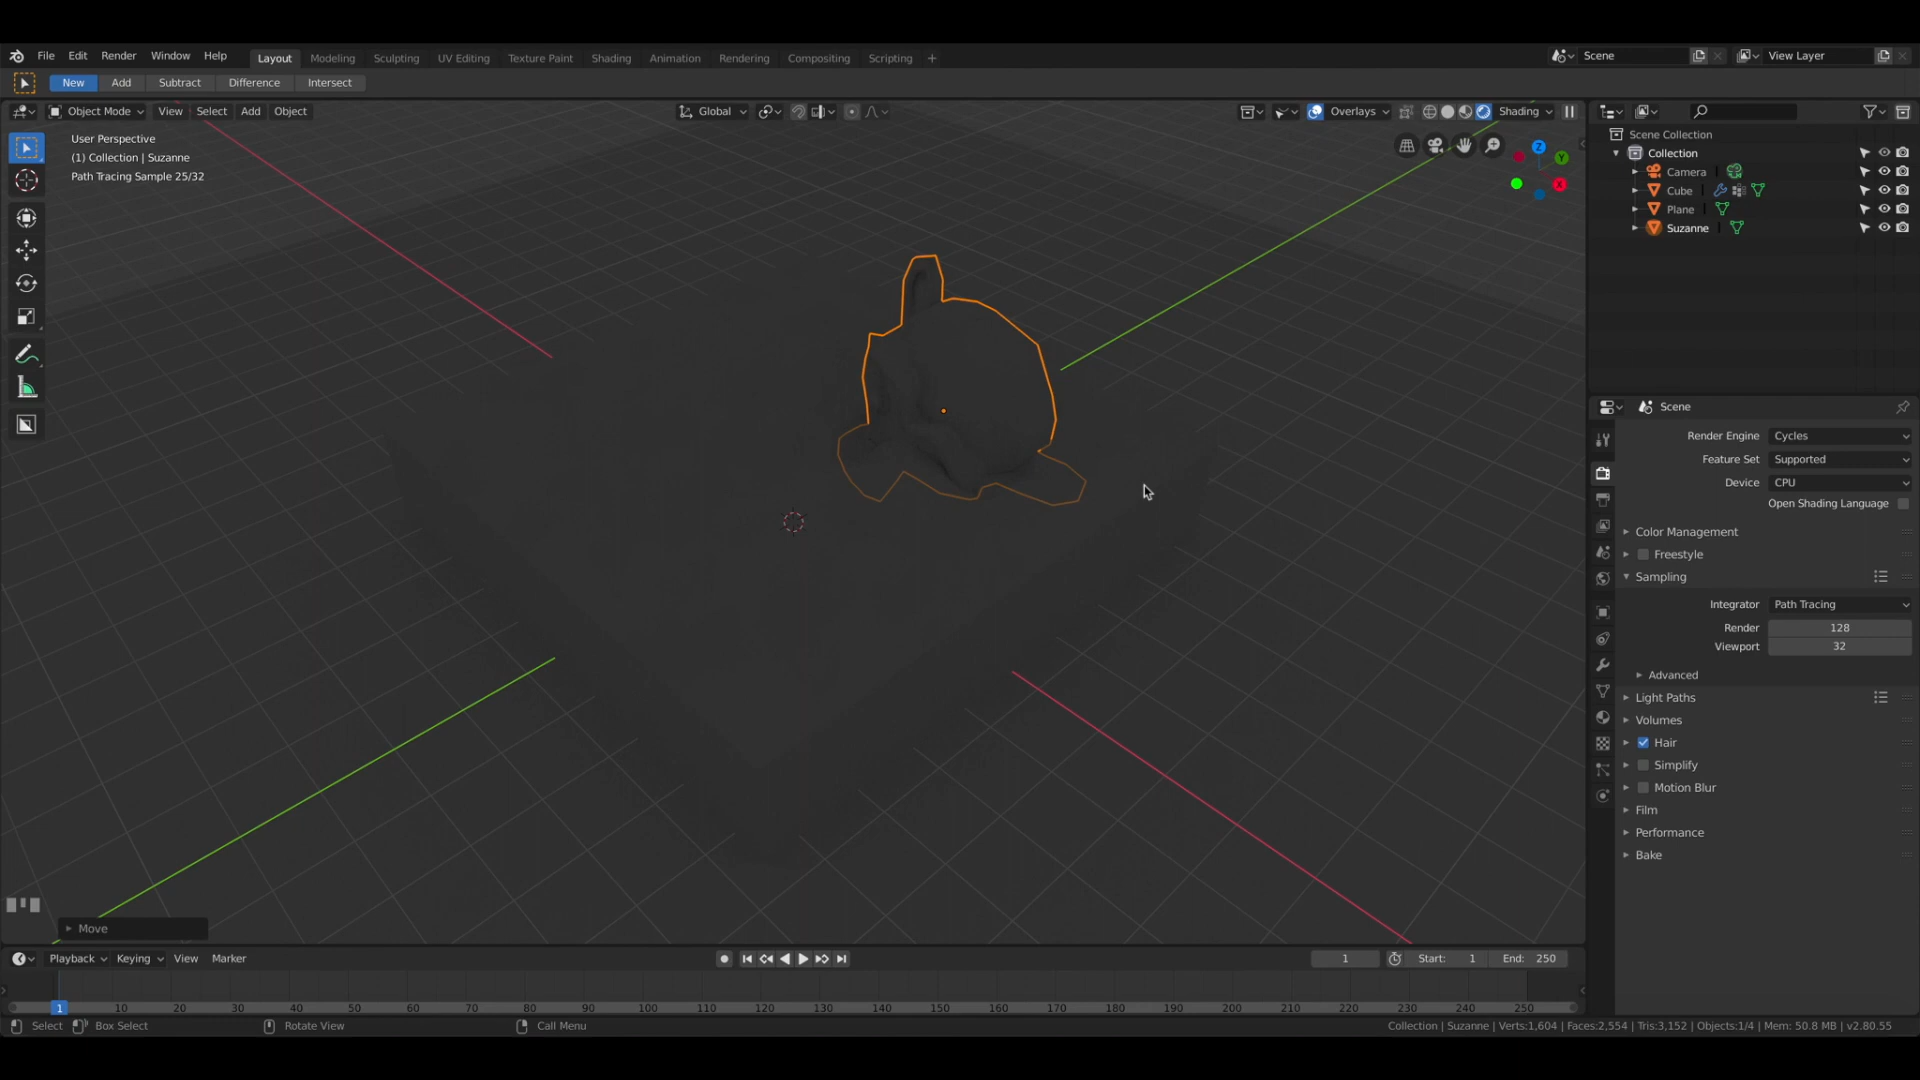 File Edit Render Window Help Layout Modeling Sculpting UV Editing Texture Paint Shading Animation Rendering Compositing Scripting + Scene View Layer
New Add Subtract Difference Intersect
Object Mode View Select Add Object Global Overlays Shading
User Perspective
(1) Collection | Suzanne
Path Tracing Sample 25/32
Z
Y
X
Scene Collection
Collection
Camera
Cube
Plane
Suzanne
Scene
Render Engine Cycles
Feature Set Supported
Device CPU
Open Shading Language
Color Management
Freestyle
Sampling
Integrator Path Tracing
Render 128
Viewport 32
Advanced
Light Paths
Volumes
Hair
Simplify
Motion Blur
Film
Performance
Bake
Move
Playback Keying View Marker 1 Start: 1 End: 250
1 10 20 30 40 50 60 70 80 90 100 110 120 130 140 150 160 170 180 190 200 210 220 230 240 250
Select Box Select Rotate View Call Menu Collection | Suzanne | Verts:1,604 | Faces:2,554 | Tris:3,152 | Objects:1/4 | Mem: 50.8 MB | v2.80.55